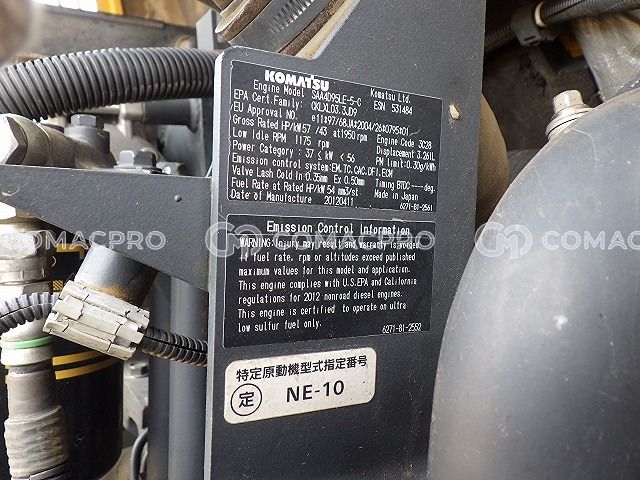 KOMATSU
Komatsu Ltd.
Engine Model SAA4D95LE-5-C ESN 531484
EPA Cert.Family: CKLXL03.3JD9
EU Approval No. e11*97/68JA*2004/26*0795*01
Gross Rated HP/kW 57 /43 at 1950 rpm Engine Code 3C28
Low Idle RPM 1175 rpm Displacement 3.26lL
Power Category : 37 ≤ kW < 56 PM limit 0.30g/kWh
Emission control system:EM.TC.CAC.DFI.ECM
Valve Lash Cold In 0.35mm Ex 0.50mm Timing BTDC ----deg.
Fuel Rate at Rated HP/kW 54 mm3/st Made in Japan
Date of Manufacture 20120411 6271-81-2561
Emission Control Information
WARNING: Injury may result and warranty is voided
if fuel rate, rpm or altitudes exceed published
maximum values for this model and application.
This engine complies with U.S.EPA and California
regulations for 2012 nonroad diesel engines.
This engine is certified to operate on ultra
low sulfur fuel only. 6271-81-2552
特定原動機型式指定番号
定 NE-10
COMACPRO COMACPRO COMACPRO